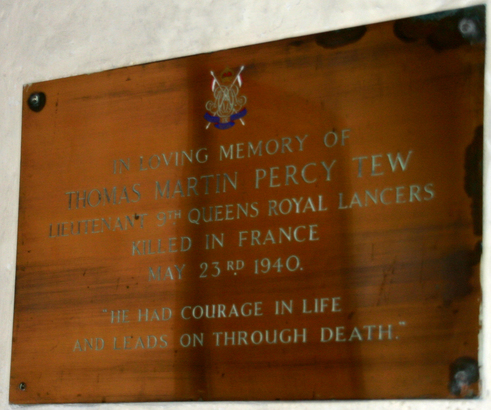 IN LOVING MEMORY OF
THOMAS MARTIN PERCY TEW
LIEUTENANT 9TH QUEENS ROYAL LANCERS
KILLED IN FRANCE
MAY 23RD 1940.
"HE HAD COURAGE IN LIFE
AND LEADS ON THROUGH DEATH."